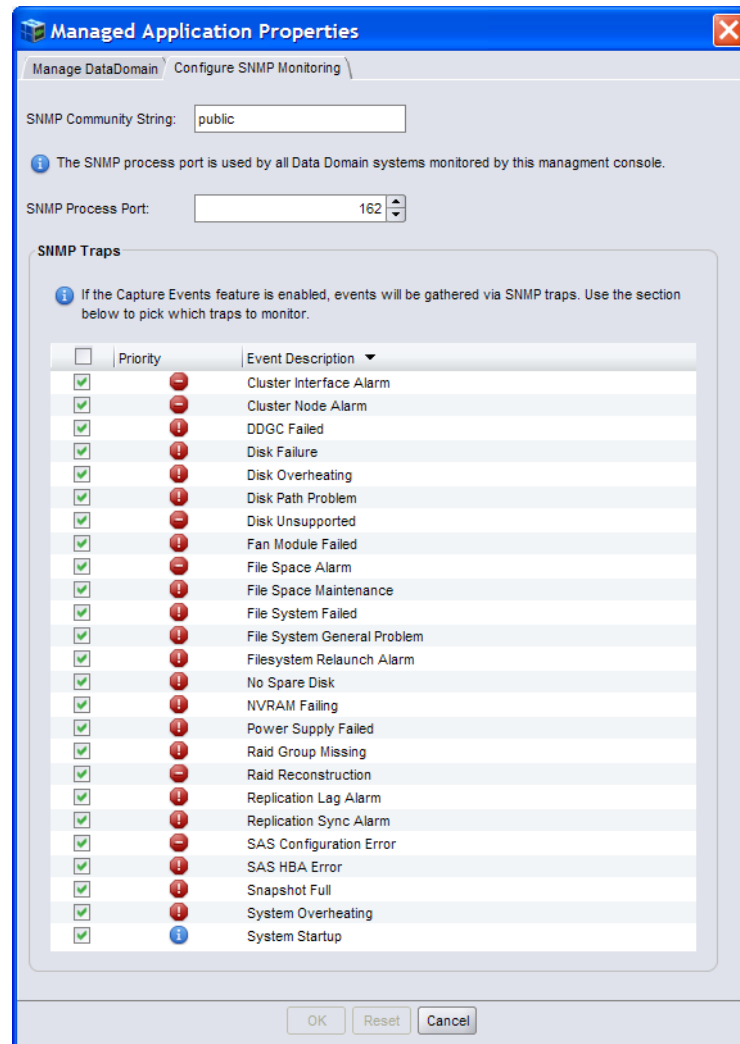 Managed Application Properties
Manage DataDomain
Configure SNMP Monitoring
SNMP Community String: public
The SNMP process port is used by all Data Domain systems monitored by this managment console.
SNMP Process Port: 162
SNMP Traps
If the Capture Events feature is enabled, events will be gathered via SNMP traps. Use the section
below to pick which traps to monitor.
Priority Event Description
Cluster Interface Alarm
Cluster Node Alarm
DDGC Failed
Disk Failure
Disk Overheating
Disk Path Problem
Disk Unsupported
Fan Module Failed
File Space Alarm
File Space Maintenance
File System Failed
File System General Problem
Filesystem Relaunch Alarm
No Spare Disk
NVRAM Failing
Power Supply Failed
Raid Group Missing
Raid Reconstruction
Replication Lag Alarm
Replication Sync Alarm
SAS Configuration Error
SAS HBA Error
Snapshot Full
System Overheating
System Startup
OK Reset Cancel